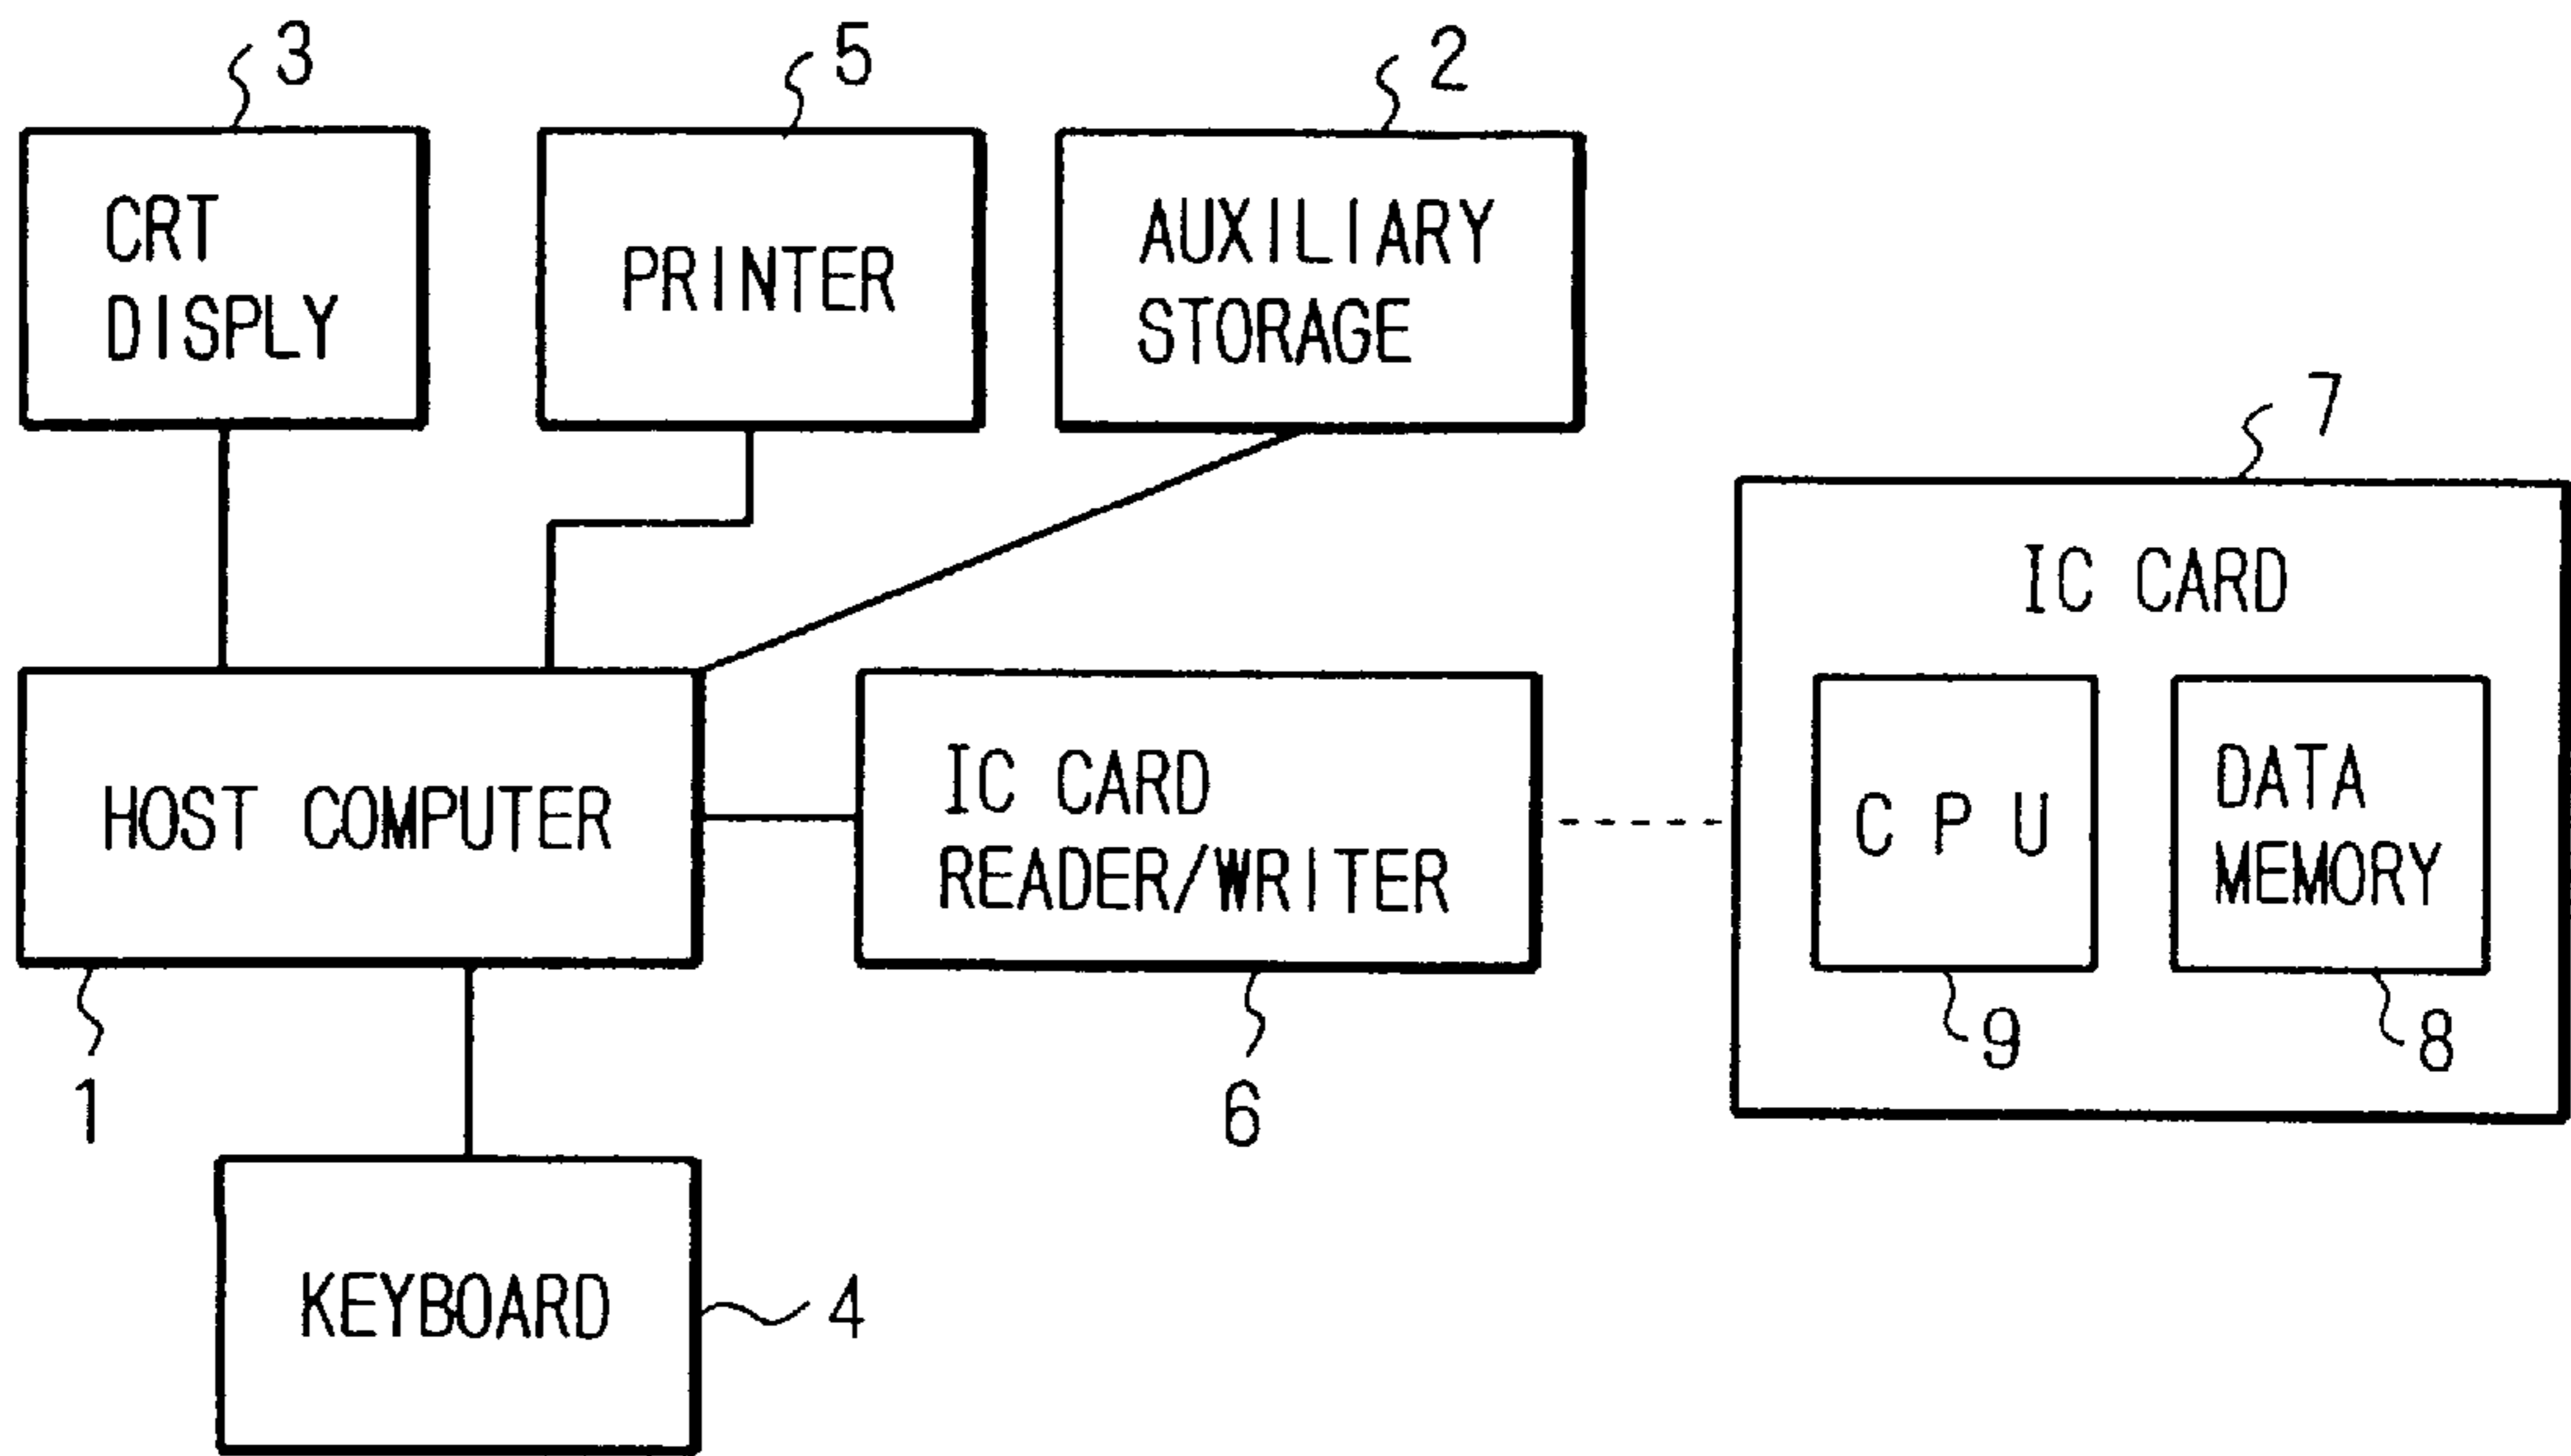 3
5
2
CRT
DISPLY
PRINTER
AUXILIARY
STORAGE
7
IC CARD
HOST COMPUTER
IC CARD
READER/WRITER
C P U
DATA
MEMORY
9
8
1
6
KEYBOARD
4